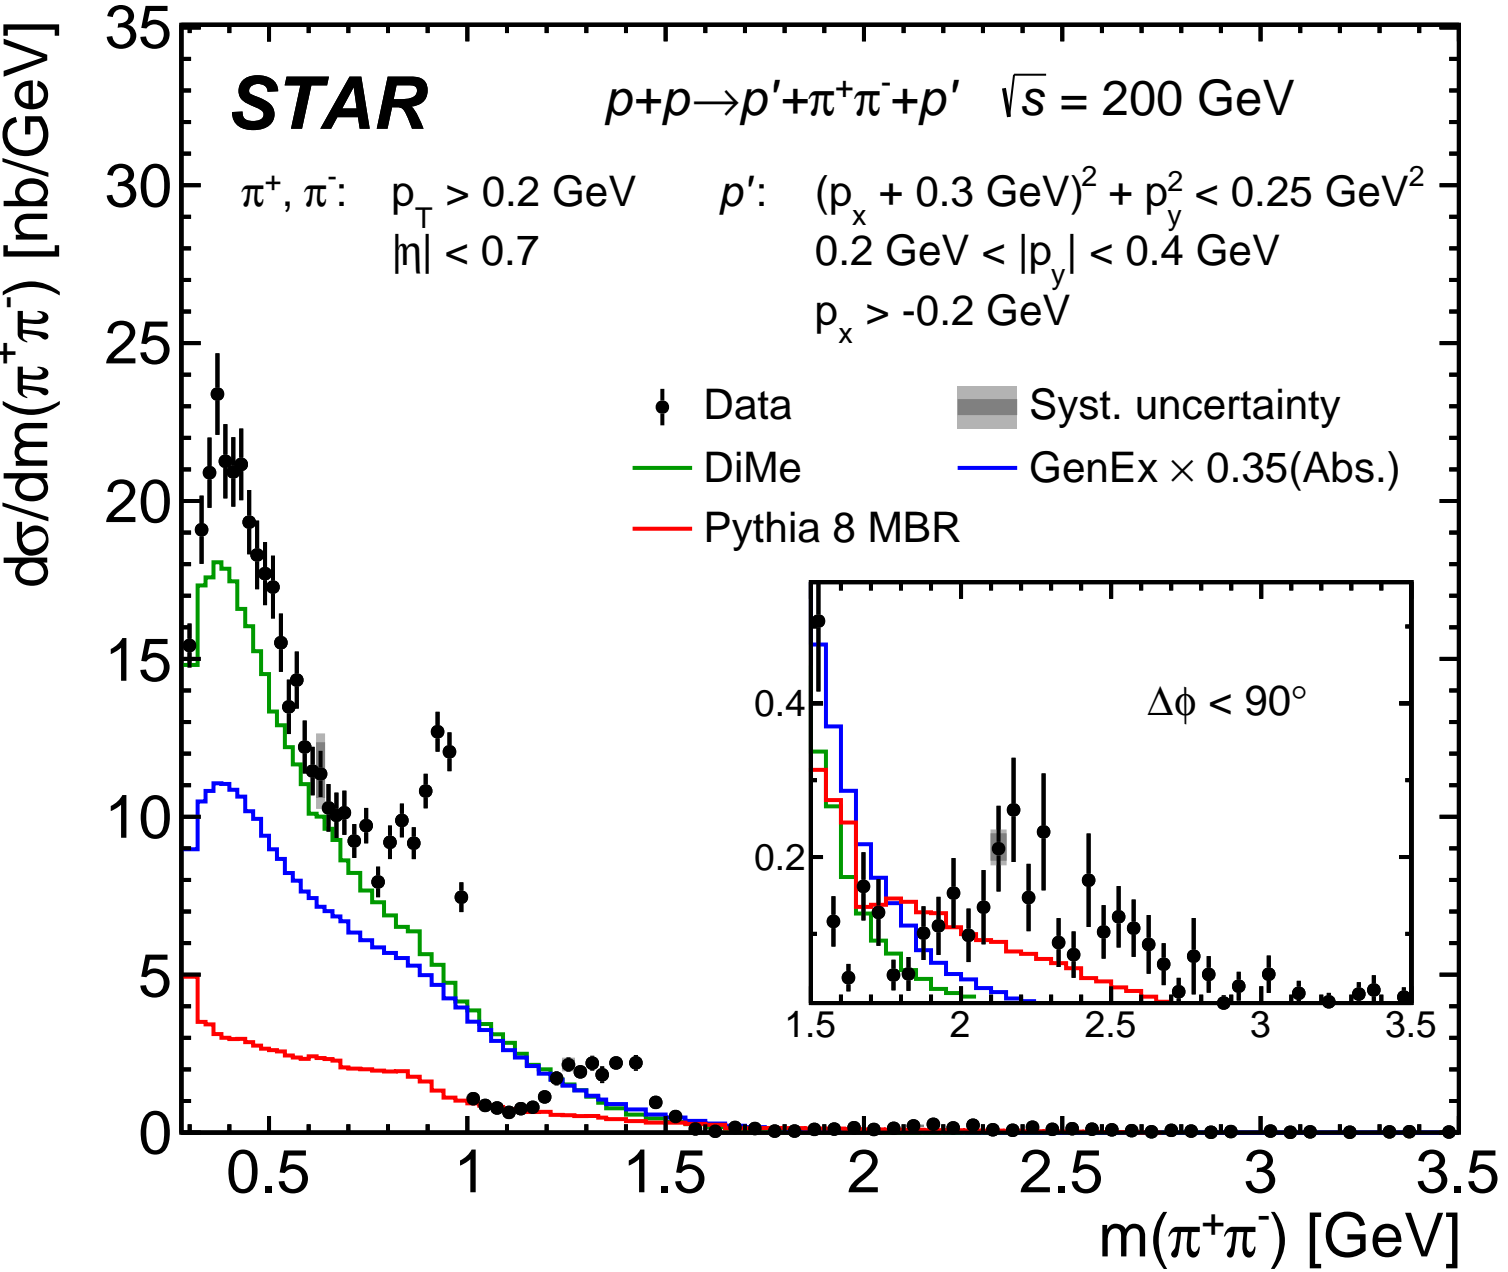 35
30
25
20
15
10
5
0
dσ/dm(π⁺π⁻) [nb/GeV]
STAR
p+p→p′+π⁺π⁻+p′ √s = 200 GeV
π⁺, π⁻: p_T > 0.2 GeV p′: (p_x + 0.3 GeV)² + p_y² < 0.25 GeV²
|η| < 0.7 0.2 GeV < |p_y| < 0.4 GeV
p_x > -0.2 GeV
Data Syst. uncertainty
DiMe GenEx × 0.35(Abs.)
Pythia 8 MBR
Δϕ < 90°
0.4
0.2
1.5 2 2.5 3 3.5
0.5 1 1.5 2 2.5 3 3.5
m(π⁺π⁻) [GeV]